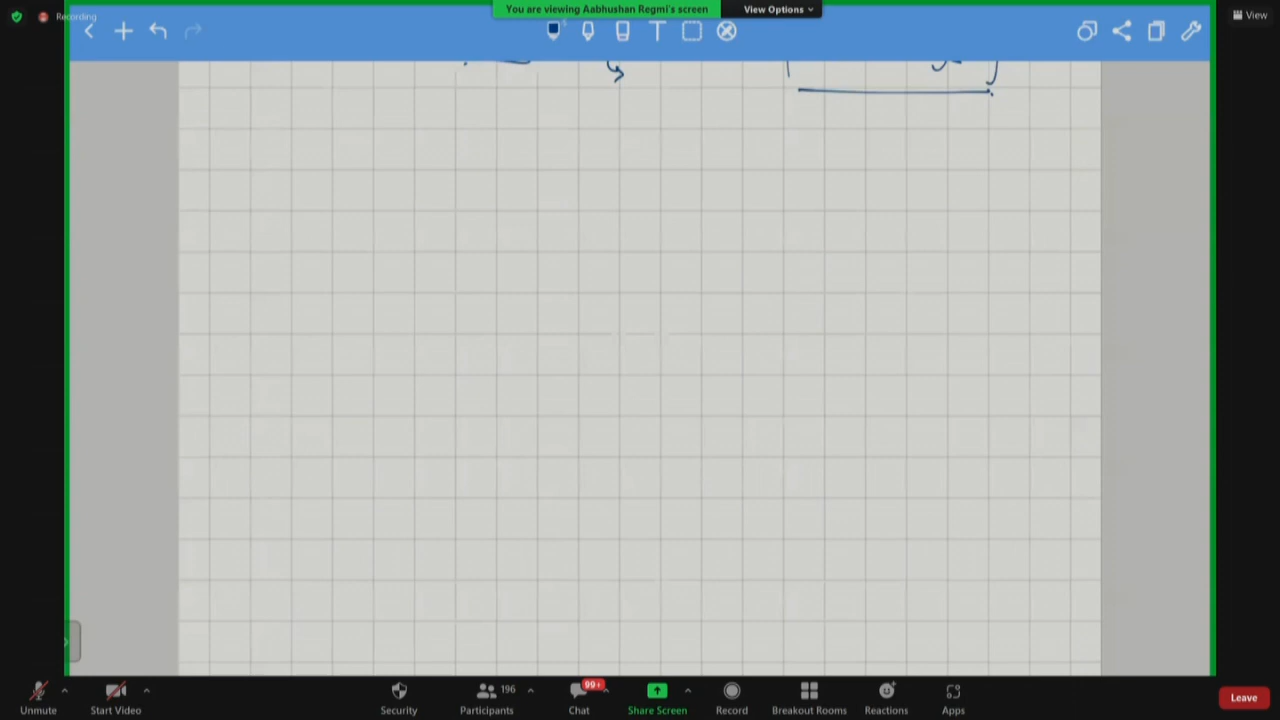 You are viewing Aabhushan Regmi's screen
View Options
Recording
View
Unmute
Start Video
Security
196
Participants
99+
Chat
Share Screen
Record
Breakout Rooms
Reactions
Apps
Leave